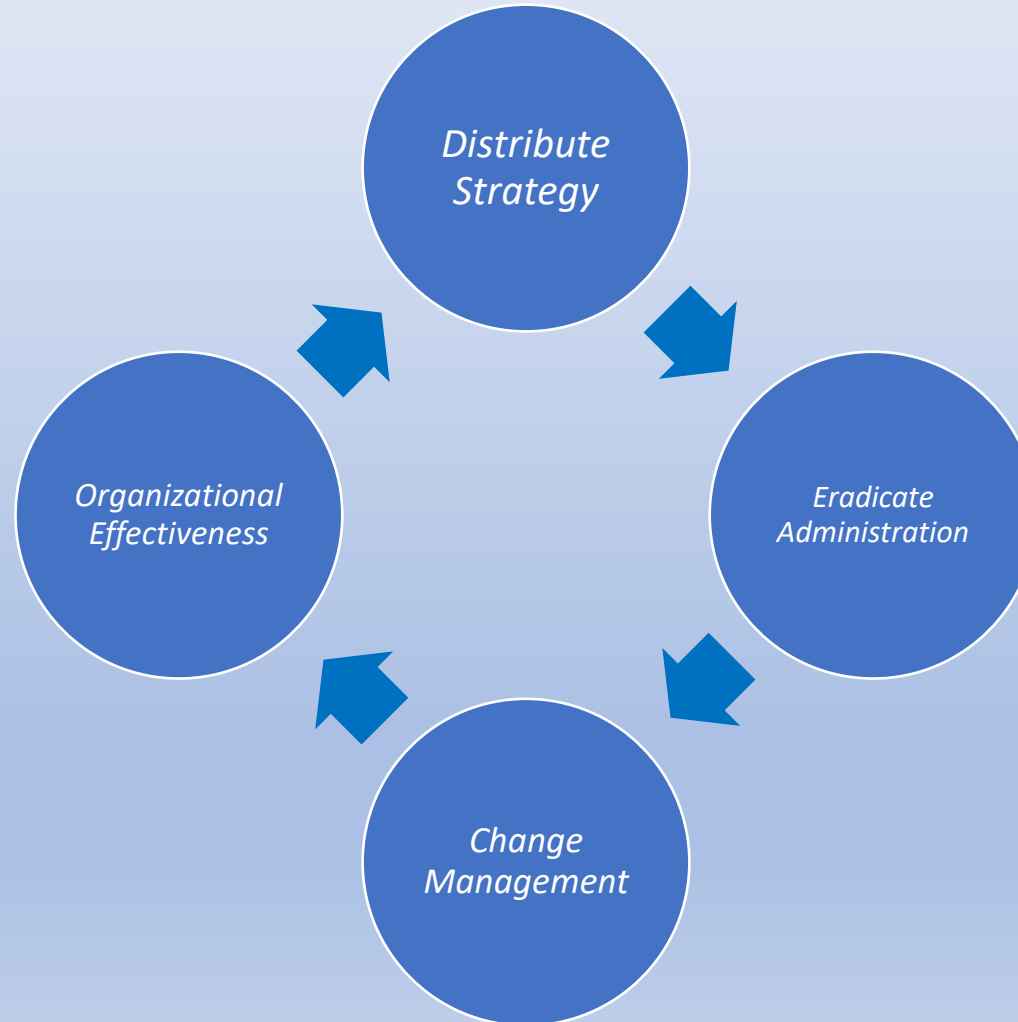 Distribute
Strategy
Organizational
Effectiveness
Eradicate
Administration
Change
Management